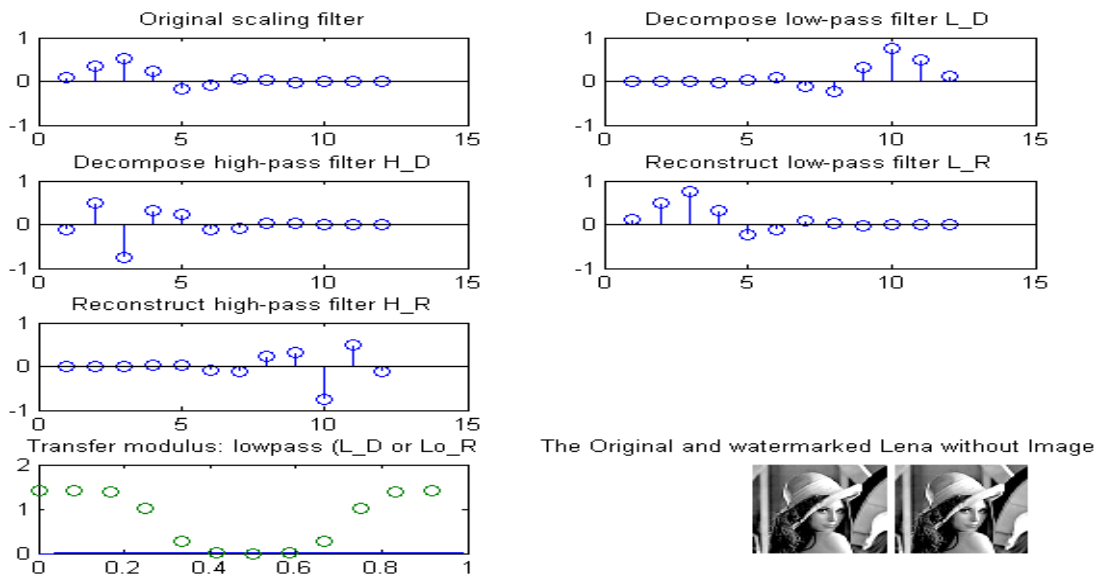 Original scaling filter
1
0
-1
0 5 10 15
Decompose low-pass filter L_D
1
0
-1
0 5 10 15
Decompose high-pass filter H_D
1
0
-1
0 5 10 15
Reconstruct low-pass filter L_R
1
0
-1
0 5 10 15
Reconstruct high-pass filter H_R
1
0
-1
0 5 10 15
Transfer modulus: lowpass (L_D or Lo_R
2
1
0
0 0.2 0.4 0.6 0.8 1
The Original and watermarked Lena without Image